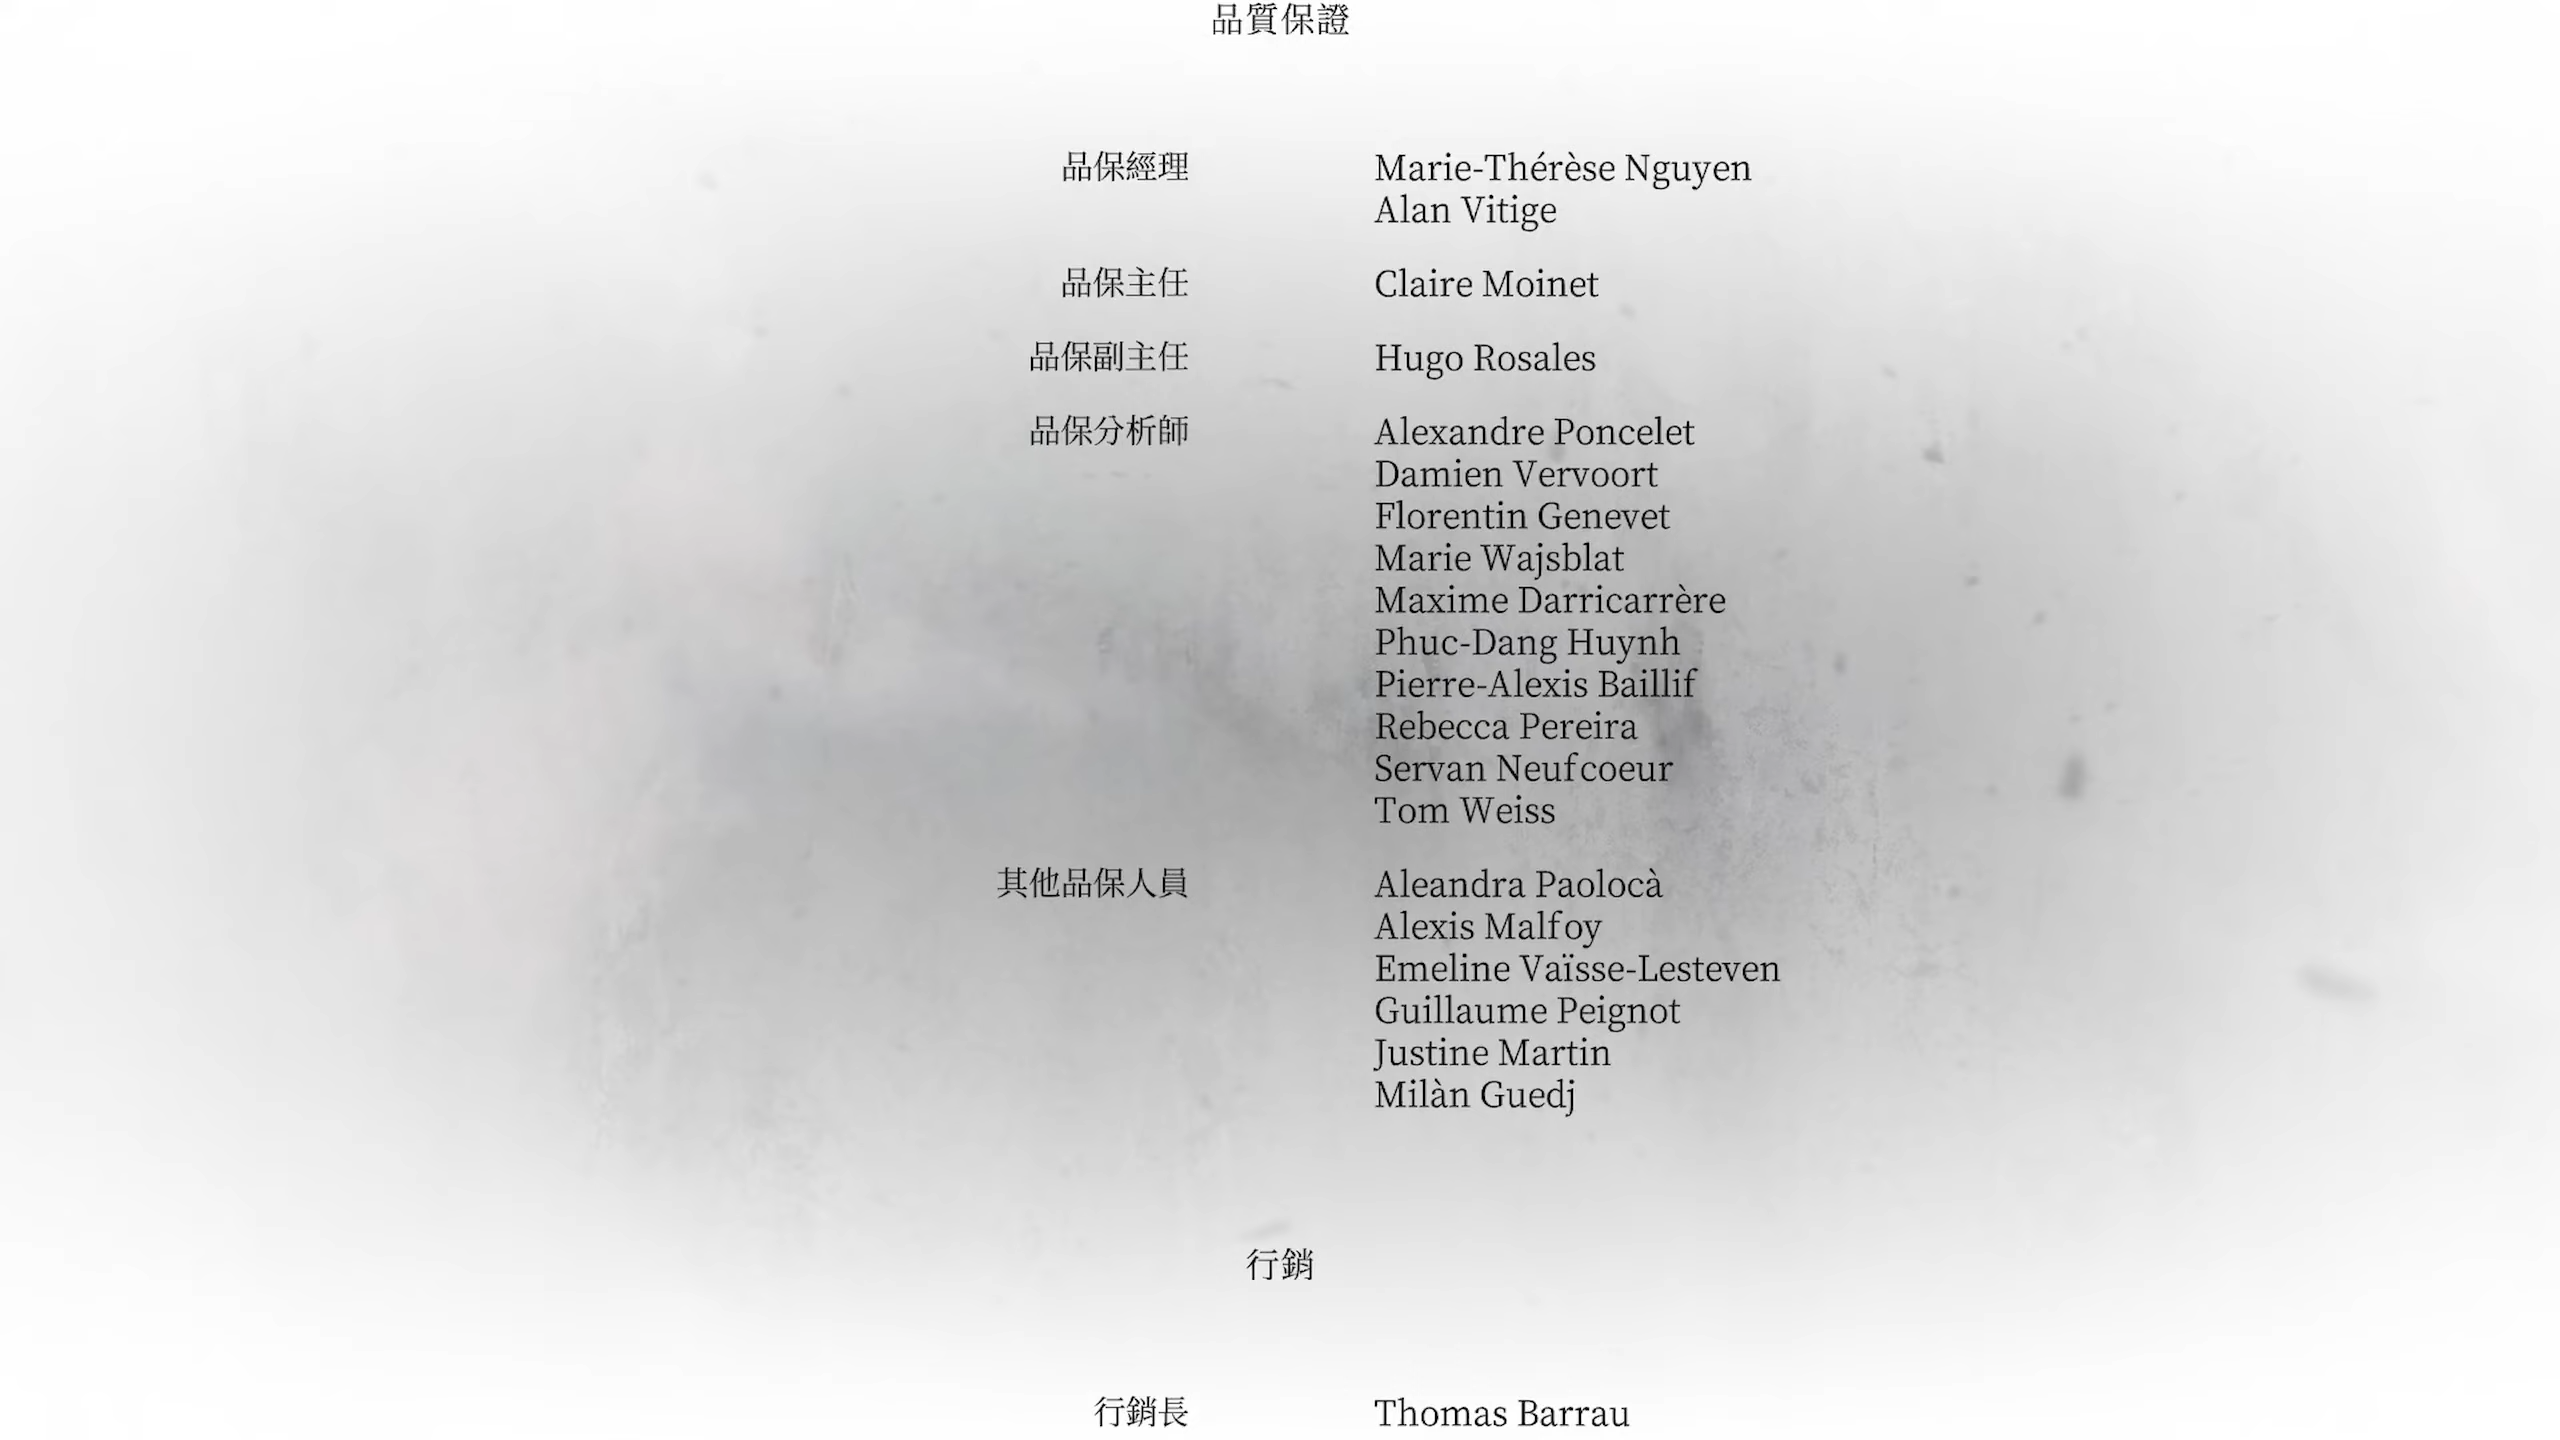 品質保證
品保經理 Marie-Thérèse Nguyen
Alan Vitige
品保主任 Claire Moinet
品保副主任 Hugo Rosales
品保分析師 Alexandre Poncelet
Damien Vervoort
Florentin Genevet
Marie Wajsblat
Maxime Darricarrère
Phuc-Dang Huynh
Pierre-Alexis Baillif
Rebecca Pereira
Servan Neufcoeur
Tom Weiss
其他品保人員 Aleandra Paolocà
Alexis Malfoy
Emeline Vaïsse-Lesteven
Guillaume Peignot
Justine Martin
Milàn Guedj
行銷
行銷長 Thomas Barrau